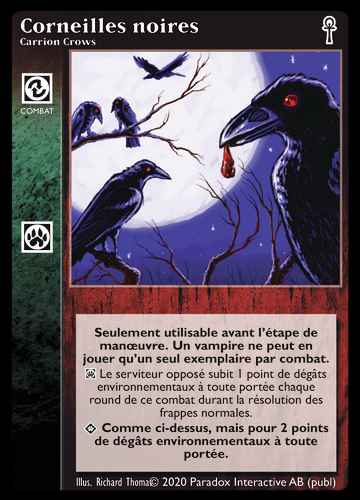 Corneilles noires
Carrion Crows
COMBAT
Seulement utilisable avant l'étape de
manœuvre. Un vampire ne peut en
jouer qu'un seul exemplaire par combat.
Le serviteur opposé subit 1 point de dégâts
environnementaux à toute portée chaque
round de ce combat durant la résolution des
frappes normales.
Comme ci-dessus, mais pour 2 points
de dégâts environnementaux à toute
portée.
Illus. Richard Thomas© 2020 Paradox Interactive AB (publ)